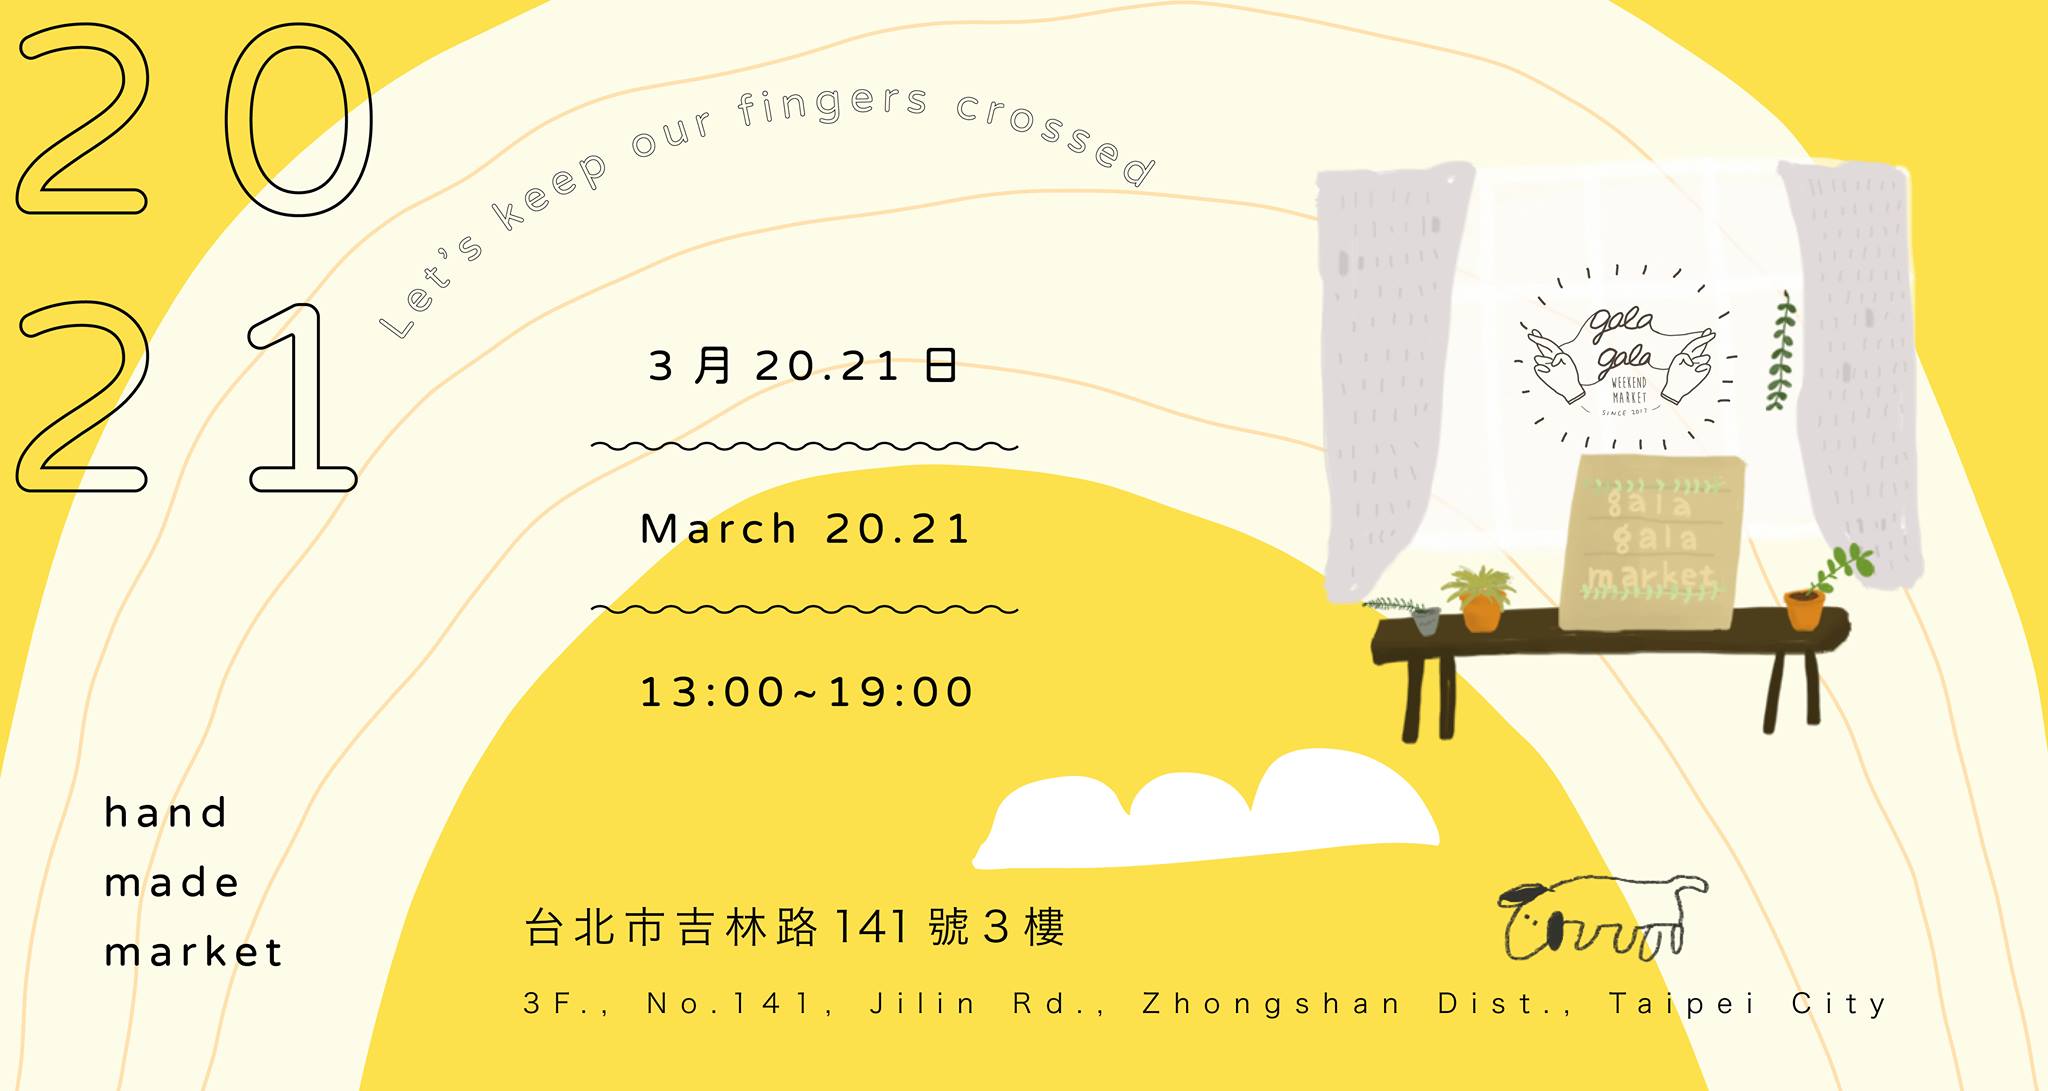 20
21
Let's keep our fingers crossed
3月20.21日
March 20.21
13:00~19:00
gala
gala
WEEKEND
MARKET
SINCE 2017
gala
gala
market
hand
made
market
台北市吉林路141號3樓
3F., No.141, Jilin Rd., Zhongshan Dist., Taipei City